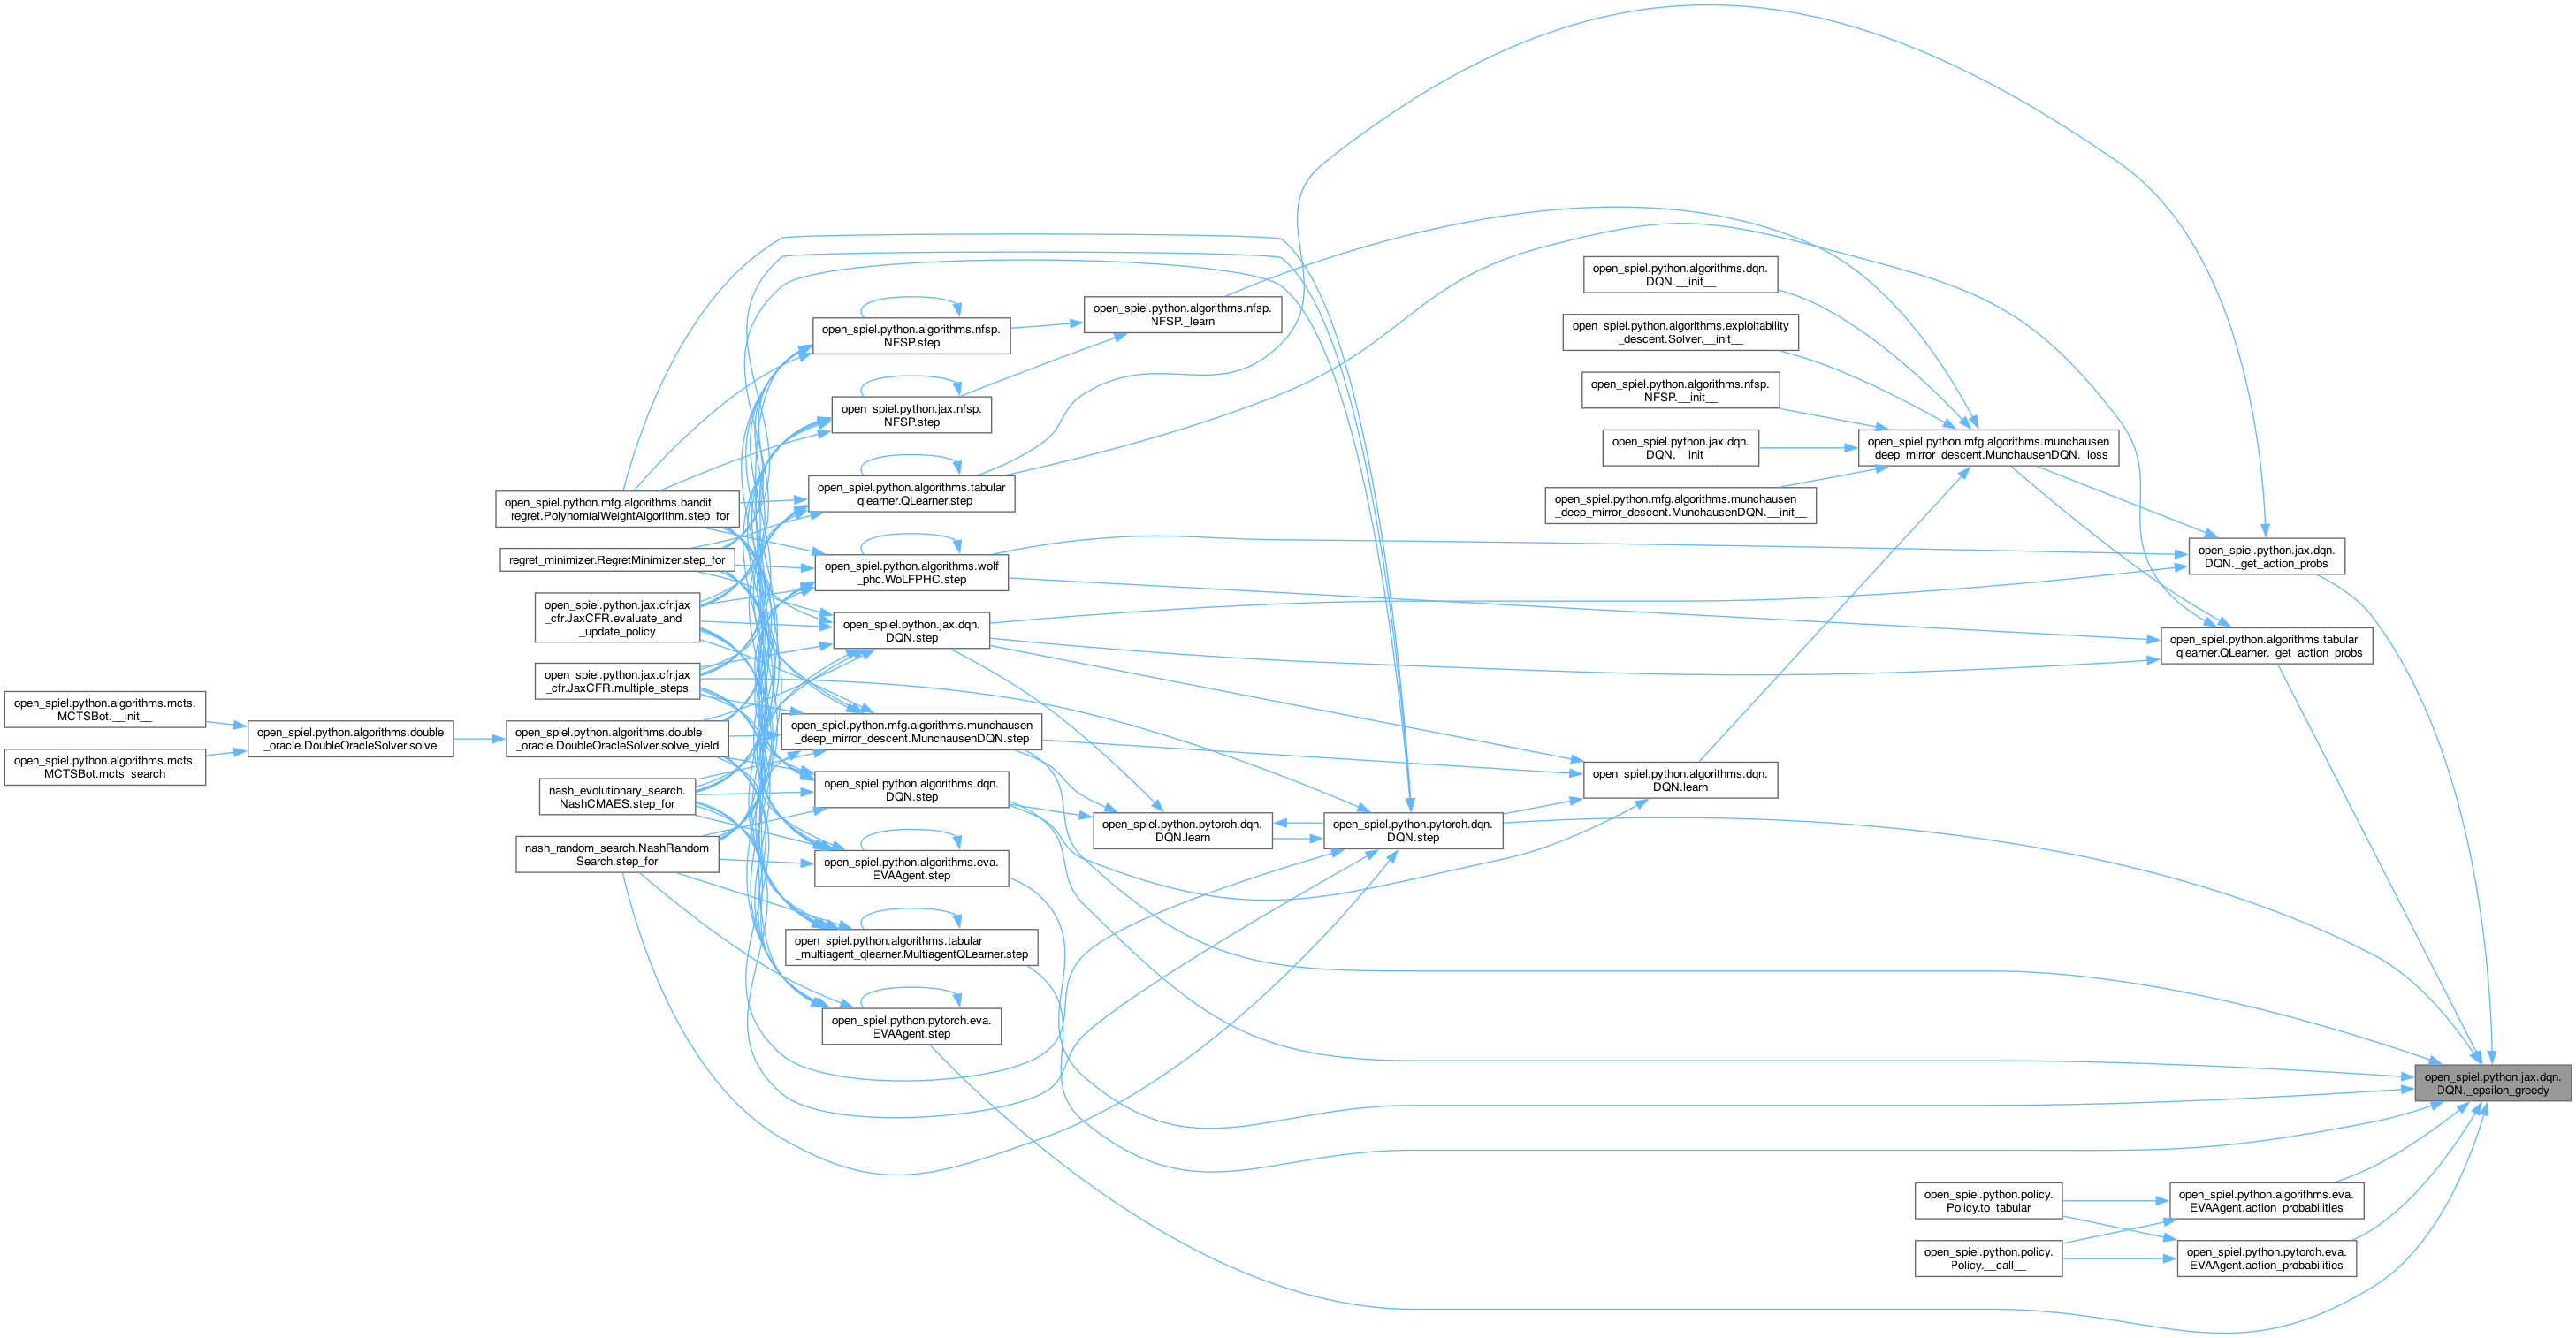 open_spiel.python.algorithms.mcts.
MCTSBot.__init__
open_spiel.python.algorithms.mcts.
MCTSBot.mcts_search
open_spiel.python.algorithms.double
_oracle.DoubleOracleSolver.solve
open_spiel.python.mfg.algorithms.bandit
_regret.PolynomialWeightAlgorithm.step_for
regret_minimizer.RegretMinimizer.step_for
open_spiel.python.jax.cfr.jax
_cfr.JaxCFR.evaluate_and
_update_policy
open_spiel.python.jax.cfr.jax
_cfr.JaxCFR.multiple_steps
open_spiel.python.algorithms.double
_oracle.DoubleOracleSolver.solve_yield
nash_evolutionary_search.
NashCMAES.step_for
nash_random_search.NashRandom
Search.step_for
open_spiel.python.algorithms.nfsp.
NFSP.step
open_spiel.python.jax.nfsp.
NFSP.step
open_spiel.python.algorithms.tabular
_qlearner.QLearner.step
open_spiel.python.algorithms.wolf
_phc.WoLFPHC.step
open_spiel.python.jax.dqn.
DQN.step
open_spiel.python.mfg.algorithms.munchausen
_deep_mirror_descent.MunchausenDQN.step
open_spiel.python.algorithms.dqn.
DQN.step
open_spiel.python.algorithms.eva.
EVAAgent.step
open_spiel.python.algorithms.tabular
_multiagent_qlearner.MultiagentQLearner.step
open_spiel.python.pytorch.eva.
EVAAgent.step
open_spiel.python.algorithms.nfsp.
NFSP._learn
open_spiel.python.pytorch.dqn.
DQN.learn
open_spiel.python.pytorch.dqn.
DQN.step
open_spiel.python.algorithms.dqn.
DQN.__init__
open_spiel.python.algorithms.exploitability
_descent.Solver.__init__
open_spiel.python.algorithms.nfsp.
NFSP.__init__
open_spiel.python.jax.dqn.
DQN.__init__
open_spiel.python.mfg.algorithms.munchausen
_deep_mirror_descent.MunchausenDQN.__init__
open_spiel.python.algorithms.dqn.
DQN.learn
open_spiel.python.mfg.algorithms.munchausen
_deep_mirror_descent.MunchausenDQN._loss
open_spiel.python.policy.
Policy.to_tabular
open_spiel.python.policy.
Policy.__call__
open_spiel.python.jax.dqn.
DQN._get_action_probs
open_spiel.python.algorithms.tabular
_qlearner.QLearner._get_action_probs
open_spiel.python.algorithms.eva.
EVAAgent.action_probabilities
open_spiel.python.pytorch.eva.
EVAAgent.action_probabilities
open_spiel.python.jax.dqn.
DQN._epsilon_greedy